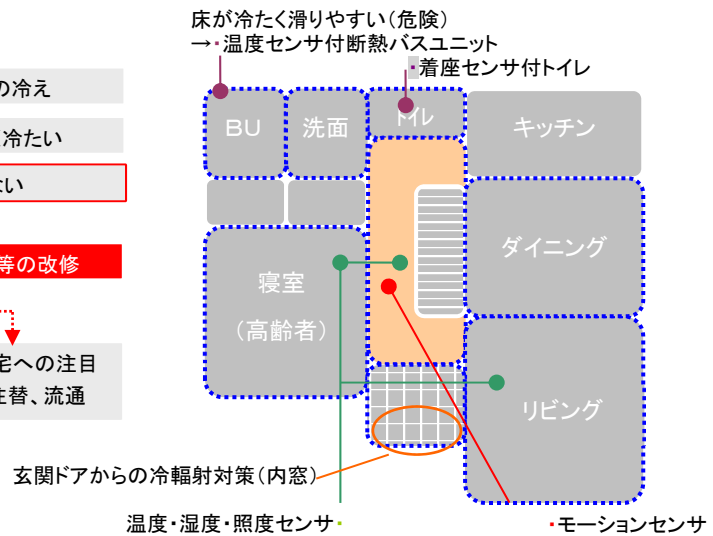 床が冷たく滑りやすい(危険)
→・温度センサ付断熱バスユニット
・着座センサ付トイレ
の冷え
冷たい
ない
等の改修
宅への注目
住替、流通
BU
洗面
トイレ
キッチン
ダイニング
寝室
(高齢者)
リビング
玄関ドアからの冷輻射対策(内窓)
温度・湿度・照度センサ・
・モーションセンサ